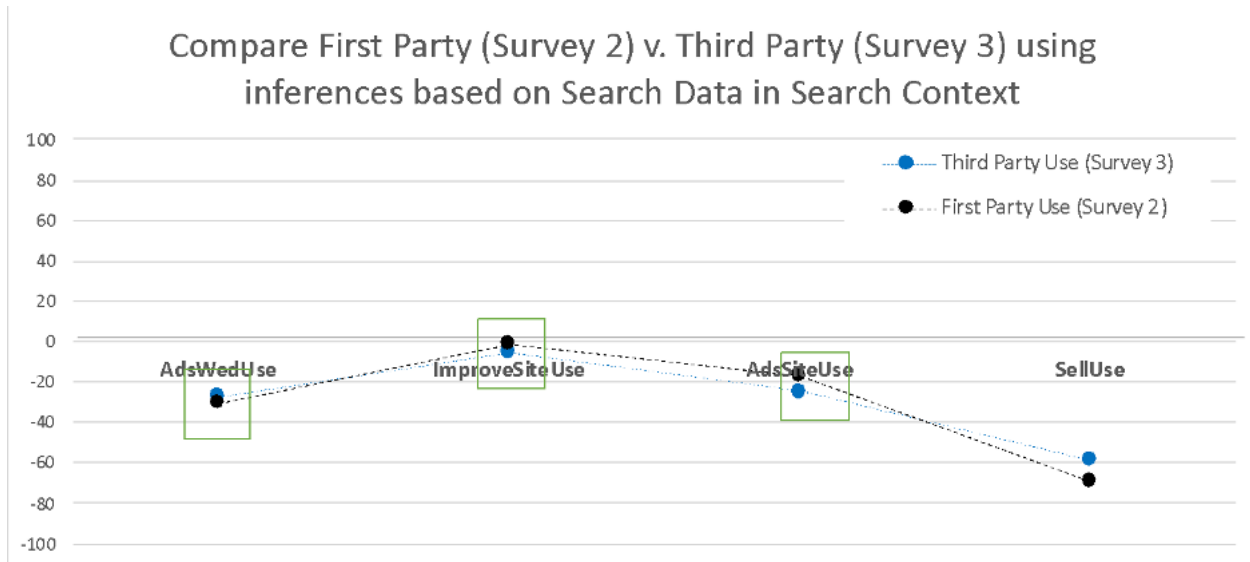 Compare First Party (Survey 2) v. Third Party (Survey 3) using
inferences based on Search Data in Search Context
100
80
60
40
20
0
-20
-40
-60
-80
-100
Third Party Use (Survey 3)
First Party Use (Survey 2)
AdsWedUse
ImproveSiteUse
AdsSiteUse
SellUse